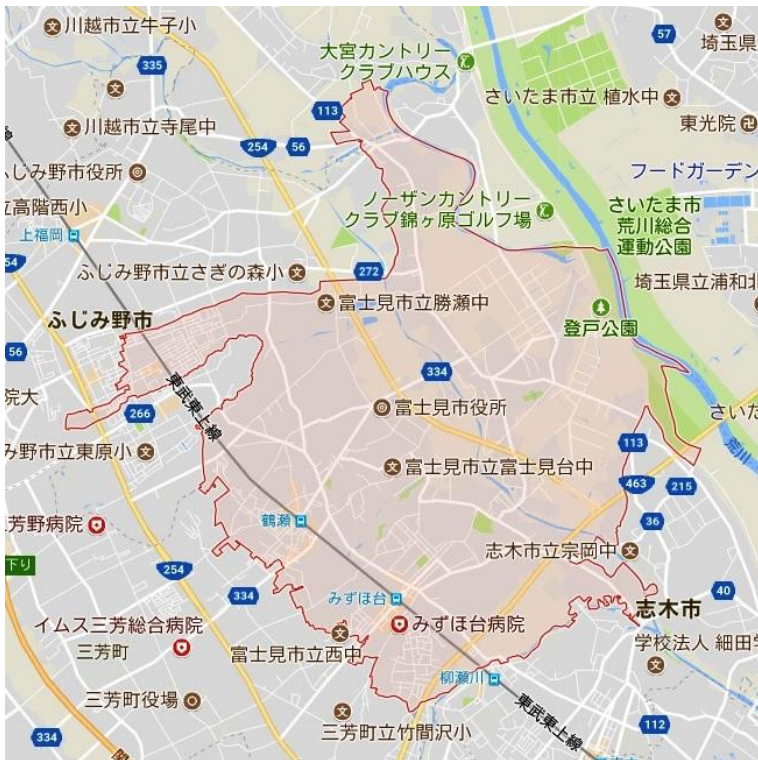 川越市立牛子小
335
57
埼玉県
大宮カントリー
クラブハウス
さいたま市立 植水中
113
川越市立寺尾中
254
56
東光院
ふじみ野市役所
フードガーデン
立高階西小
ノーザンカントリー
クラブ錦ヶ原ゴルフ場
さいたま市
荒川総合
運動公園
上福岡
54
ふじみ野市立さぎの森小
272
埼玉県立浦和北
富士見市立勝瀬中
ふじみ野市
登戸公園
56
334
東武東上線
院大
266
富士見市役所
さいた
み野市立東原小
113
荒川
富士見市立富士見台中
463
215
鶴瀬
36
三芳野病院
志木市立宗岡中
下り
254
334
みずほ台
40
イムス三芳総合病院
みずほ台病院
志木市
三芳町
富士見市立西中
学校法人 細田学
柳瀬川
三芳町役場
東武東上線
三芳町立竹間沢小
112
334
関